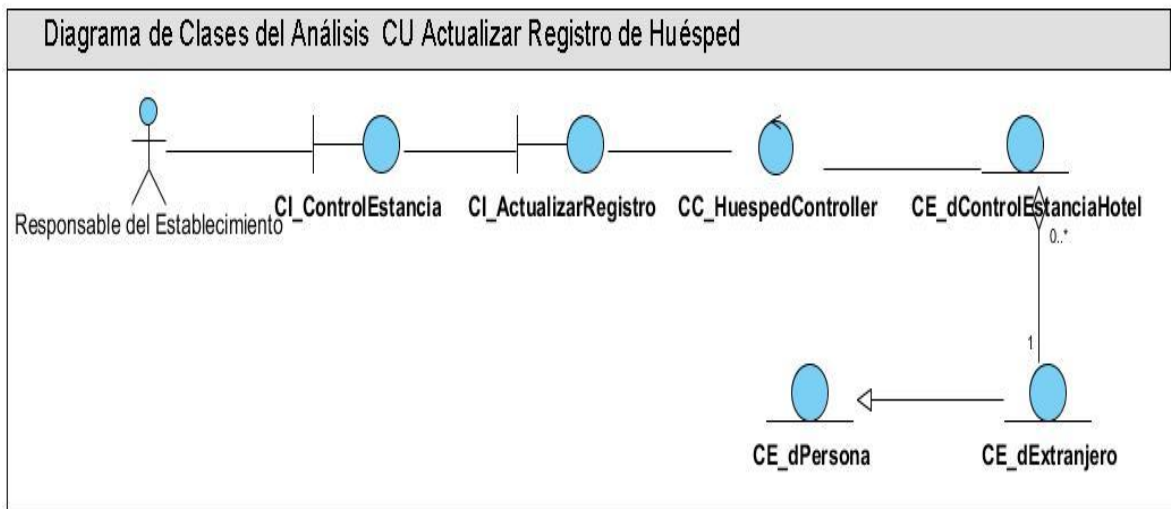 Diagrama de Clases del Análisis CU Actualizar Registro de Huésped
Responsable del Establecimiento
CI_ControlEstancia
CI_ActualizarRegistro
CC_HuespedController
CE_dControlEstanciaHotel
0..*
1
CE_dPersona
CE_dExtranjero